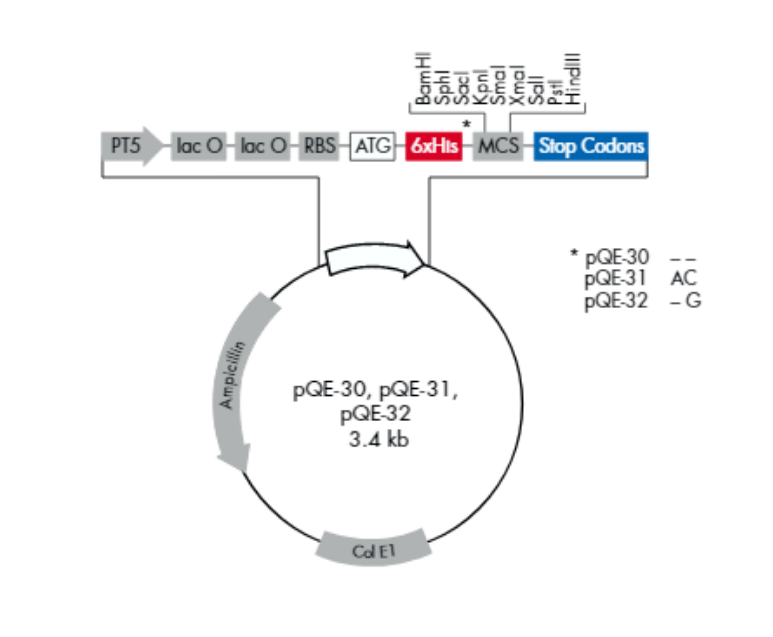 BamHI
SphI
SacI
KpnI
SmaI
XmaI
SalI
PstI
HindIII
*
PT5 lac O lac O RBS ATG 6xHis MCS Stop Codons
* pQE-30 – –
pQE-31 AC
pQE-32 – G
Ampicillin
pQE-30, pQE-31,
pQE-32
3.4 kb
Col E1